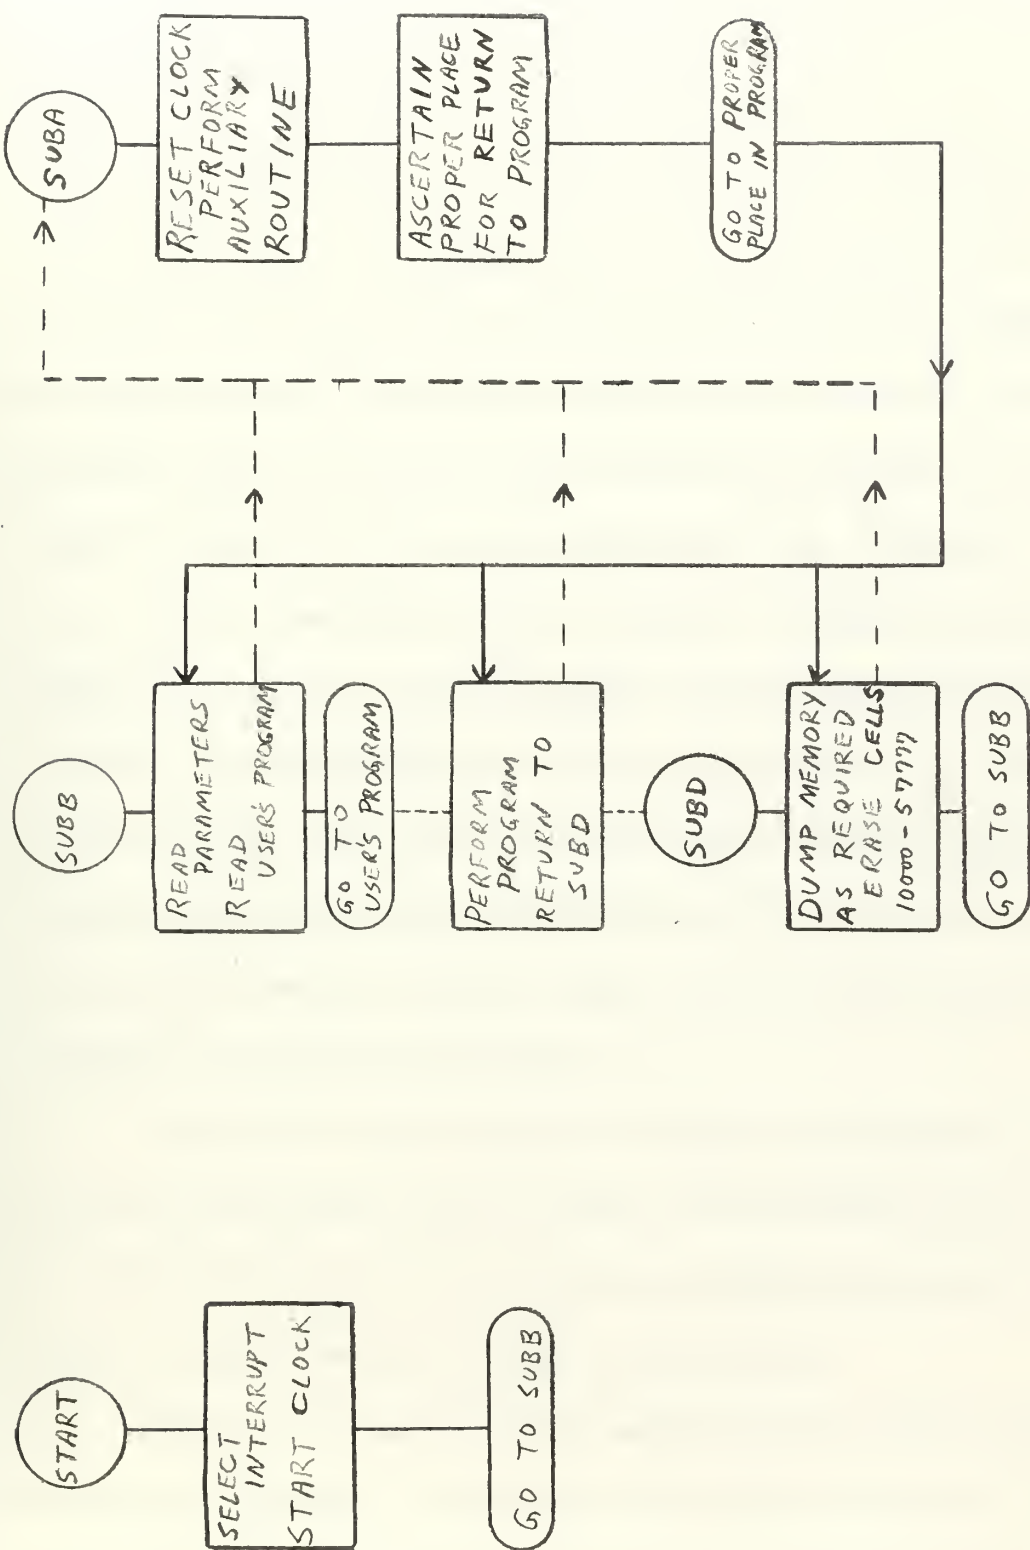 START
SELECT
INTERRUPT
START CLOCK
GO TO SUBB
SUBB
READ
PARAMETERS
READ
USER'S PROGRAM
GO TO
USER'S PROGRAM
PERFORM
PROGRAM
RETURN TO
SUBD
SUBD
DUMP MEMORY
AS REQUIRED
ERASE CELLS
10000-57777
GO TO SUBB
SUBA
RESET CLOCK
PERFORM
AUXILIARY
ROUTINE
ASCERTAIN
PROPER PLACE
FOR RETURN
TO PROGRAM
GO TO PROPER
PLACE IN PROGRAM